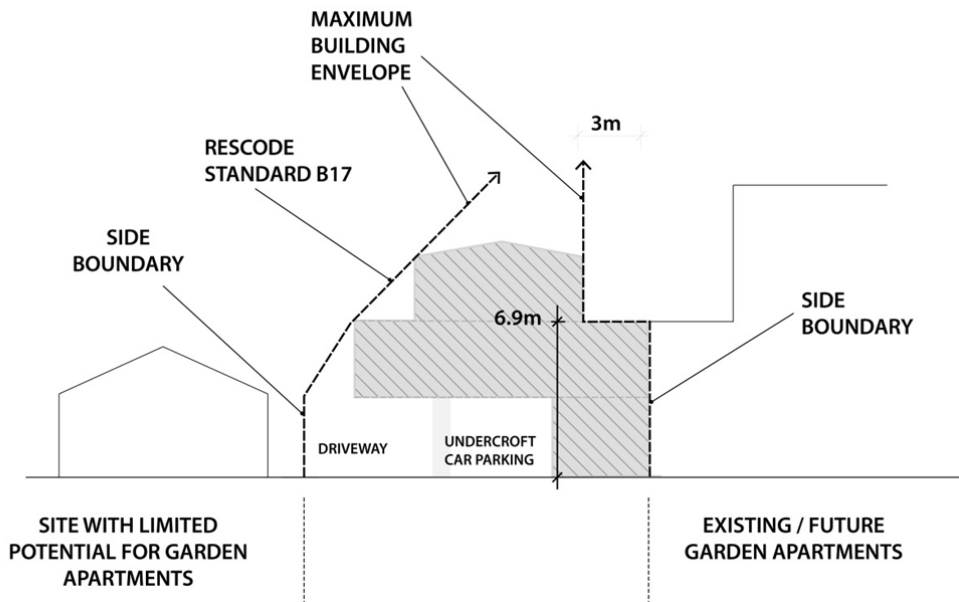 MAXIMUM
BUILDING
ENVELOPE
3m
RESCODE
STANDARD B17
SIDE
BOUNDARY
6.9m
SIDE
BOUNDARY
DRIVEWAY
UNDERCROFT
CAR PARKING
SITE WITH LIMITED
POTENTIAL FOR GARDEN
APARTMENTS
EXISTING / FUTURE
GARDEN APARTMENTS